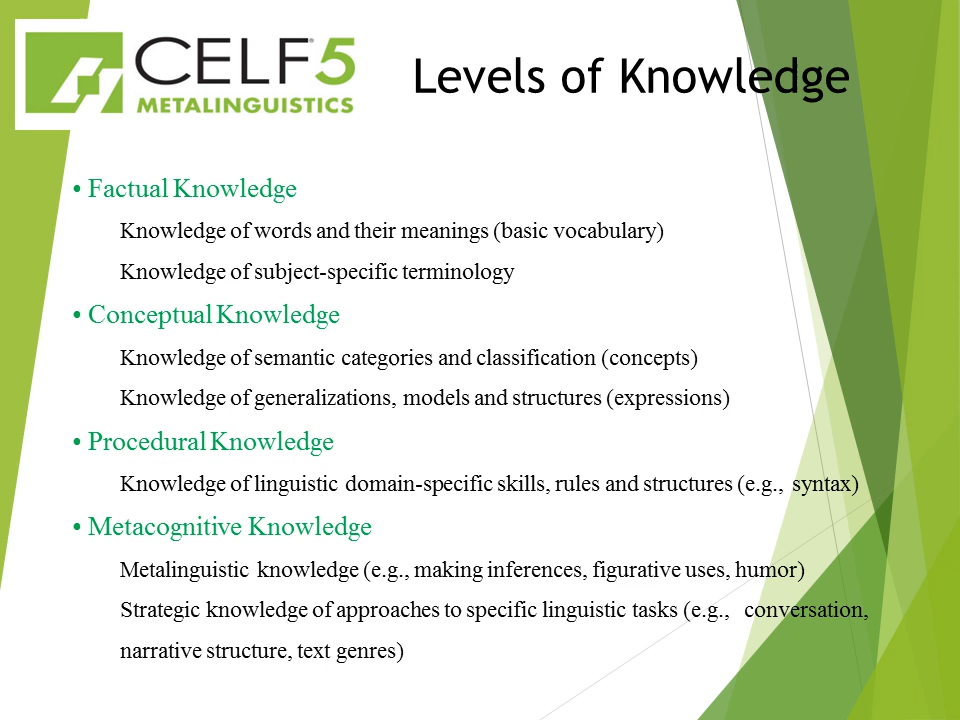 CELF5
METALINGUISTICS
Levels of Knowledge
• Factual Knowledge
Knowledge of words and their meanings (basic vocabulary)
Knowledge of subject-specific terminology
• Conceptual Knowledge
Knowledge of semantic categories and classification (concepts)
Knowledge of generalizations, models and structures (expressions)
• Procedural Knowledge
Knowledge of linguistic domain-specific skills, rules and structures (e.g., syntax)
• Metacognitive Knowledge
Metalinguistic knowledge (e.g., making inferences, figurative uses, humor)
Strategic knowledge of approaches to specific linguistic tasks (e.g., conversation,
narrative structure, text genres)